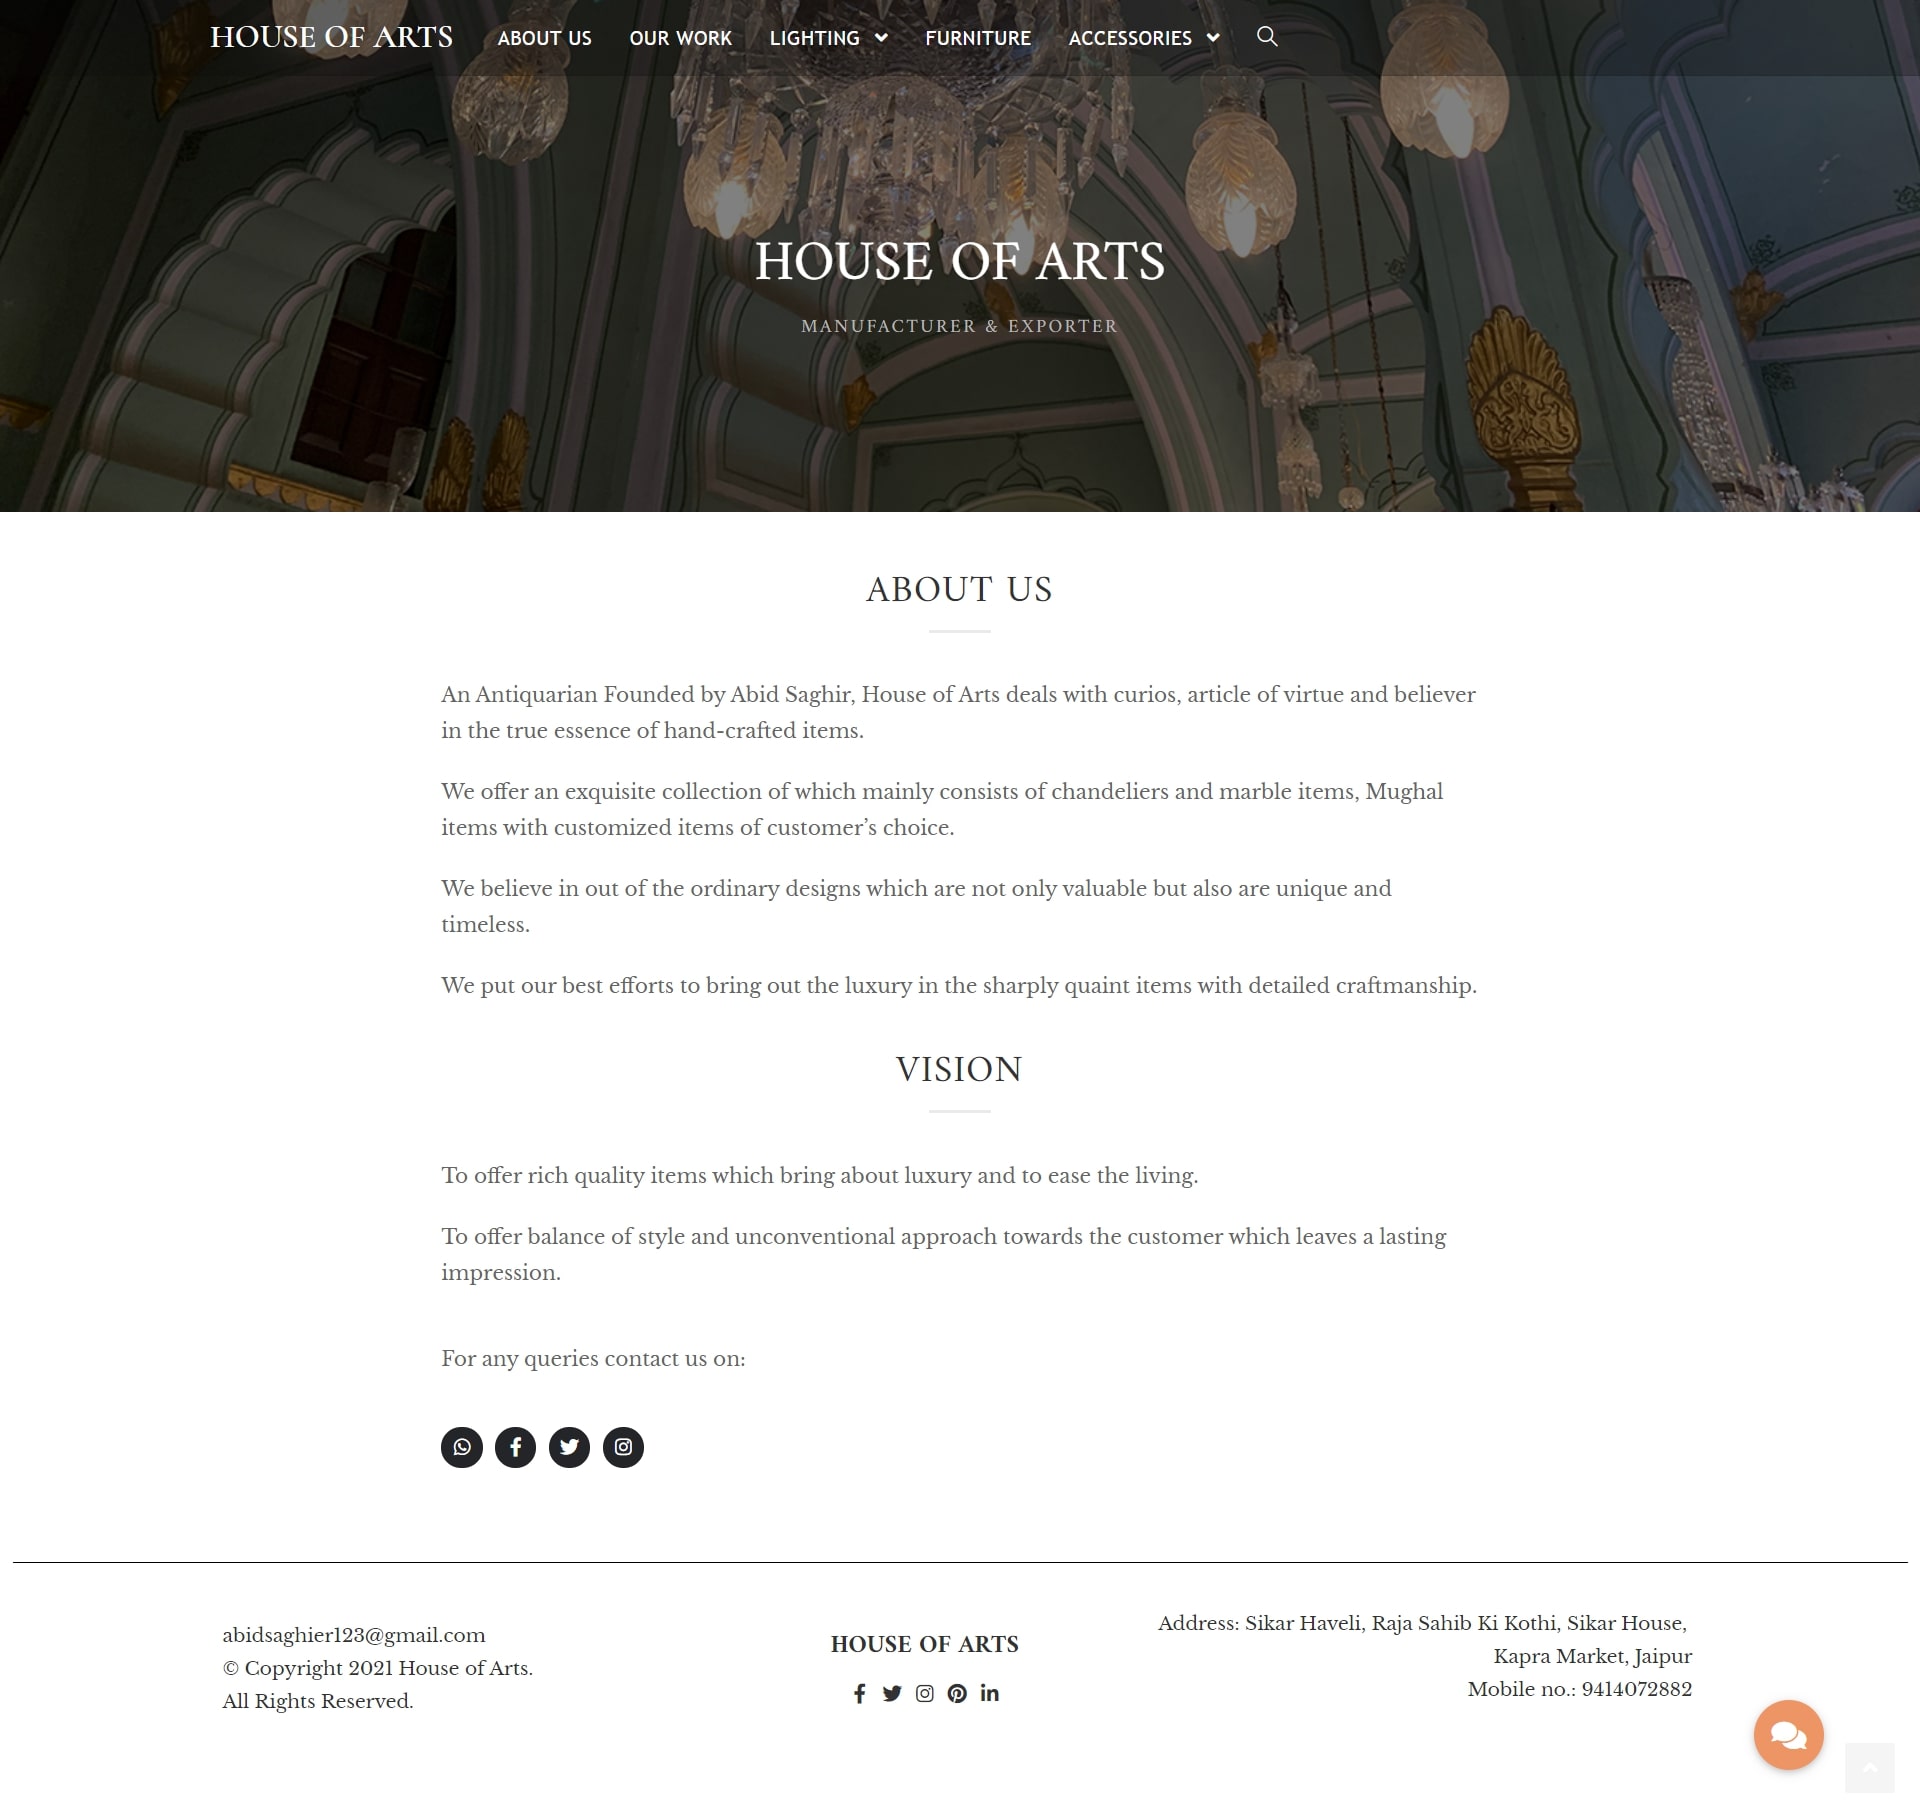 HOUSE OF ARTS ABOUT US OUR WORK LIGHTING FURNITURE ACCESSORIES
HOUSE OF ARTS
MANUFACTURER & EXPORTER
ABOUT US
An Antiquarian Founded by Abid Saghir, House of Arts deals with curios, article of virtue and believer
in the true essence of hand-crafted items.
We offer an exquisite collection of which mainly consists of chandeliers and marble items, Mughal
items with customized items of customer’s choice.
We believe in out of the ordinary designs which are not only valuable but also are unique and
timeless.
We put our best efforts to bring out the luxury in the sharply quaint items with detailed craftmanship.
VISION
To offer rich quality items which bring about luxury and to ease the living.
To offer balance of style and unconventional approach towards the customer which leaves a lasting
impression.
For any queries contact us on:
abidsaghier123@gmail.com
© Copyright 2021 House of Arts.
All Rights Reserved.
HOUSE OF ARTS
Address: Sikar Haveli, Raja Sahib Ki Kothi, Sikar House,
Kapra Market, Jaipur
Mobile no.: 9414072882